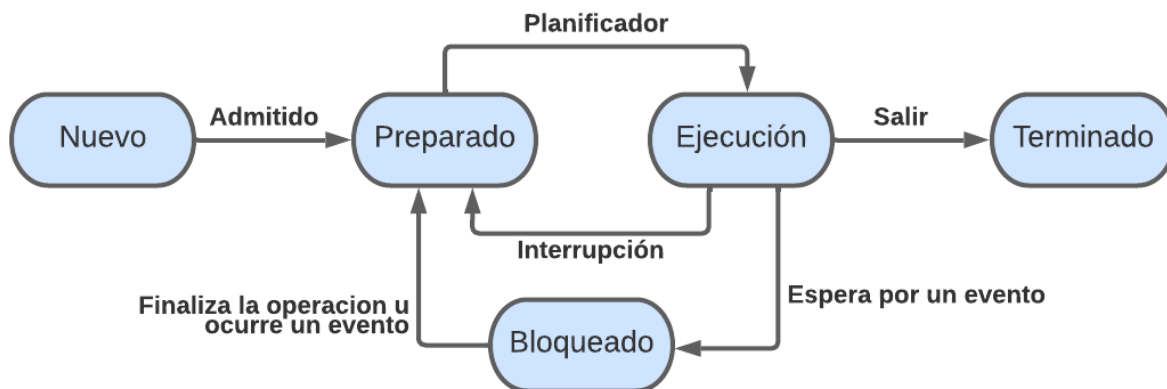 Planificador
Nuevo
Admitido
Preparado
Ejecución
Salir
Terminado
Interrupción
Finaliza la operacion u
ocurre un evento
Espera por un evento
Bloqueado